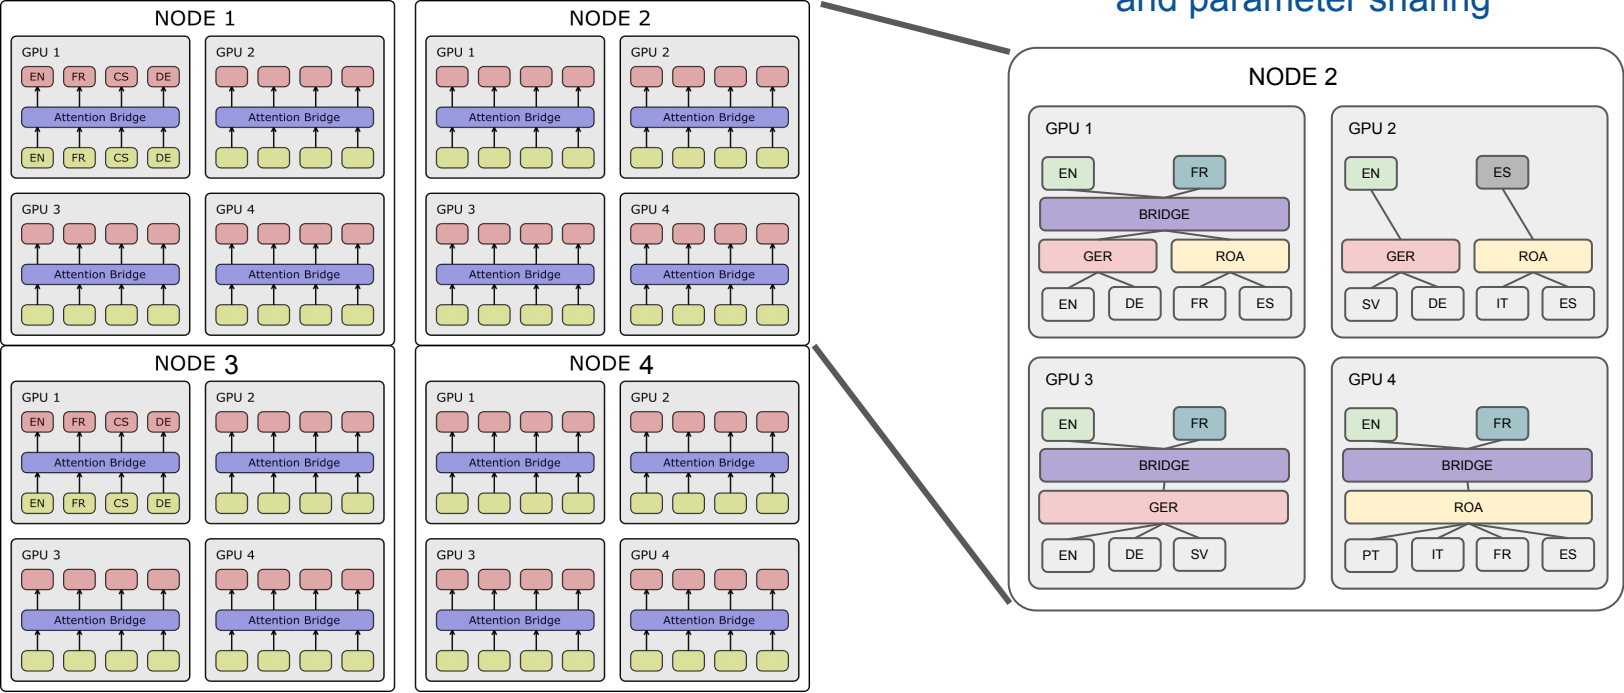 and parameter sharing
NODE 1
GPU 1
EN FR CS DE
Attention Bridge
EN FR CS DE
GPU 2
Attention Bridge
GPU 3
Attention Bridge
GPU 4
Attention Bridge
NODE 2
GPU 1
Attention Bridge
GPU 2
Attention Bridge
GPU 3
Attention Bridge
GPU 4
Attention Bridge
NODE 3
GPU 1
EN FR CS DE
Attention Bridge
EN FR CS DE
GPU 2
Attention Bridge
GPU 3
Attention Bridge
GPU 4
Attention Bridge
NODE 4
GPU 1
Attention Bridge
GPU 2
Attention Bridge
GPU 3
Attention Bridge
GPU 4
Attention Bridge
NODE 2
GPU 1
EN FR
BRIDGE
GER ROA
EN DE FR ES
GPU 2
EN ES
GER ROA
SV DE IT ES
GPU 3
EN FR
BRIDGE
GER
EN DE SV
GPU 4
EN FR
BRIDGE
ROA
PT IT FR ES